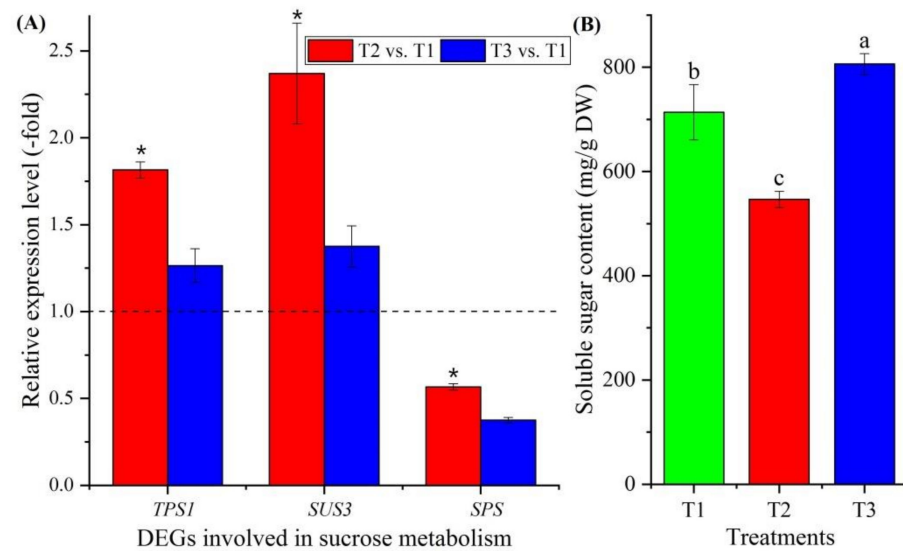 (A)
Relative expression level (-fold)
2.5
2.0
1.5
1.0
0.5
0.0
*
*
*
T2 vs. T1 T3 vs. T1
TPS1 SUS3 SPS
DEGs involved in sucrose metabolism
(B)
Soluble sugar content (mg/g DW)
800
600
400
200
0
b
c
a
T1 T2 T3
Treatments